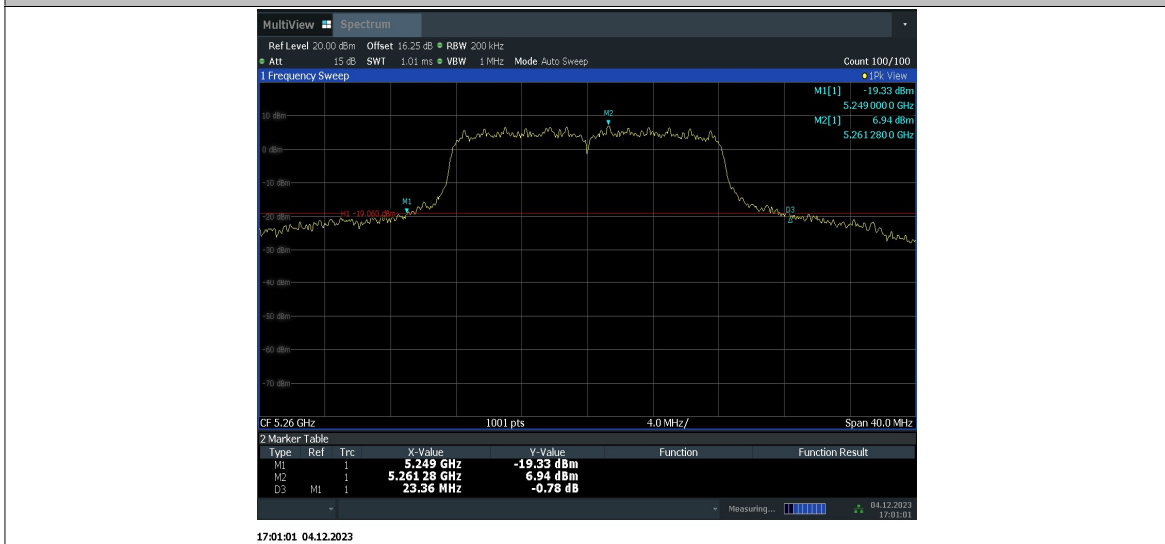 MultiView Spectrum
Ref Level 20.00 dBm Offset 16.25 dB RBW 200 kHz
Att 15 dB SWT 1.01 ms VBW 1 MHz Mode Auto Sweep Count 100/100
1 Frequency Sweep 1Pk View
M1[1] -19.33 dBm
5.249 000 0 GHz
M2[1] 6.94 dBm
5.261 280 0 GHz
10 dBm
M2
0 dBm
-10 dBm
M1
H1 -19.060 dBm
D3
-20 dBm
-30 dBm
-40 dBm
-50 dBm
-60 dBm
-70 dBm
CF 5.26 GHz 1001 pts 4.0 MHz/ Span 40.0 MHz
2 Marker Table
Type Ref Trc X-Value Y-Value Function Function Result
M1 1 5.249 GHz -19.33 dBm
M2 1 5.261 28 GHz 6.94 dBm
D3 M1 1 23.36 MHz -0.78 dB
Measuring... 04.12.2023
17:01:01
17:01:01 04.12.2023